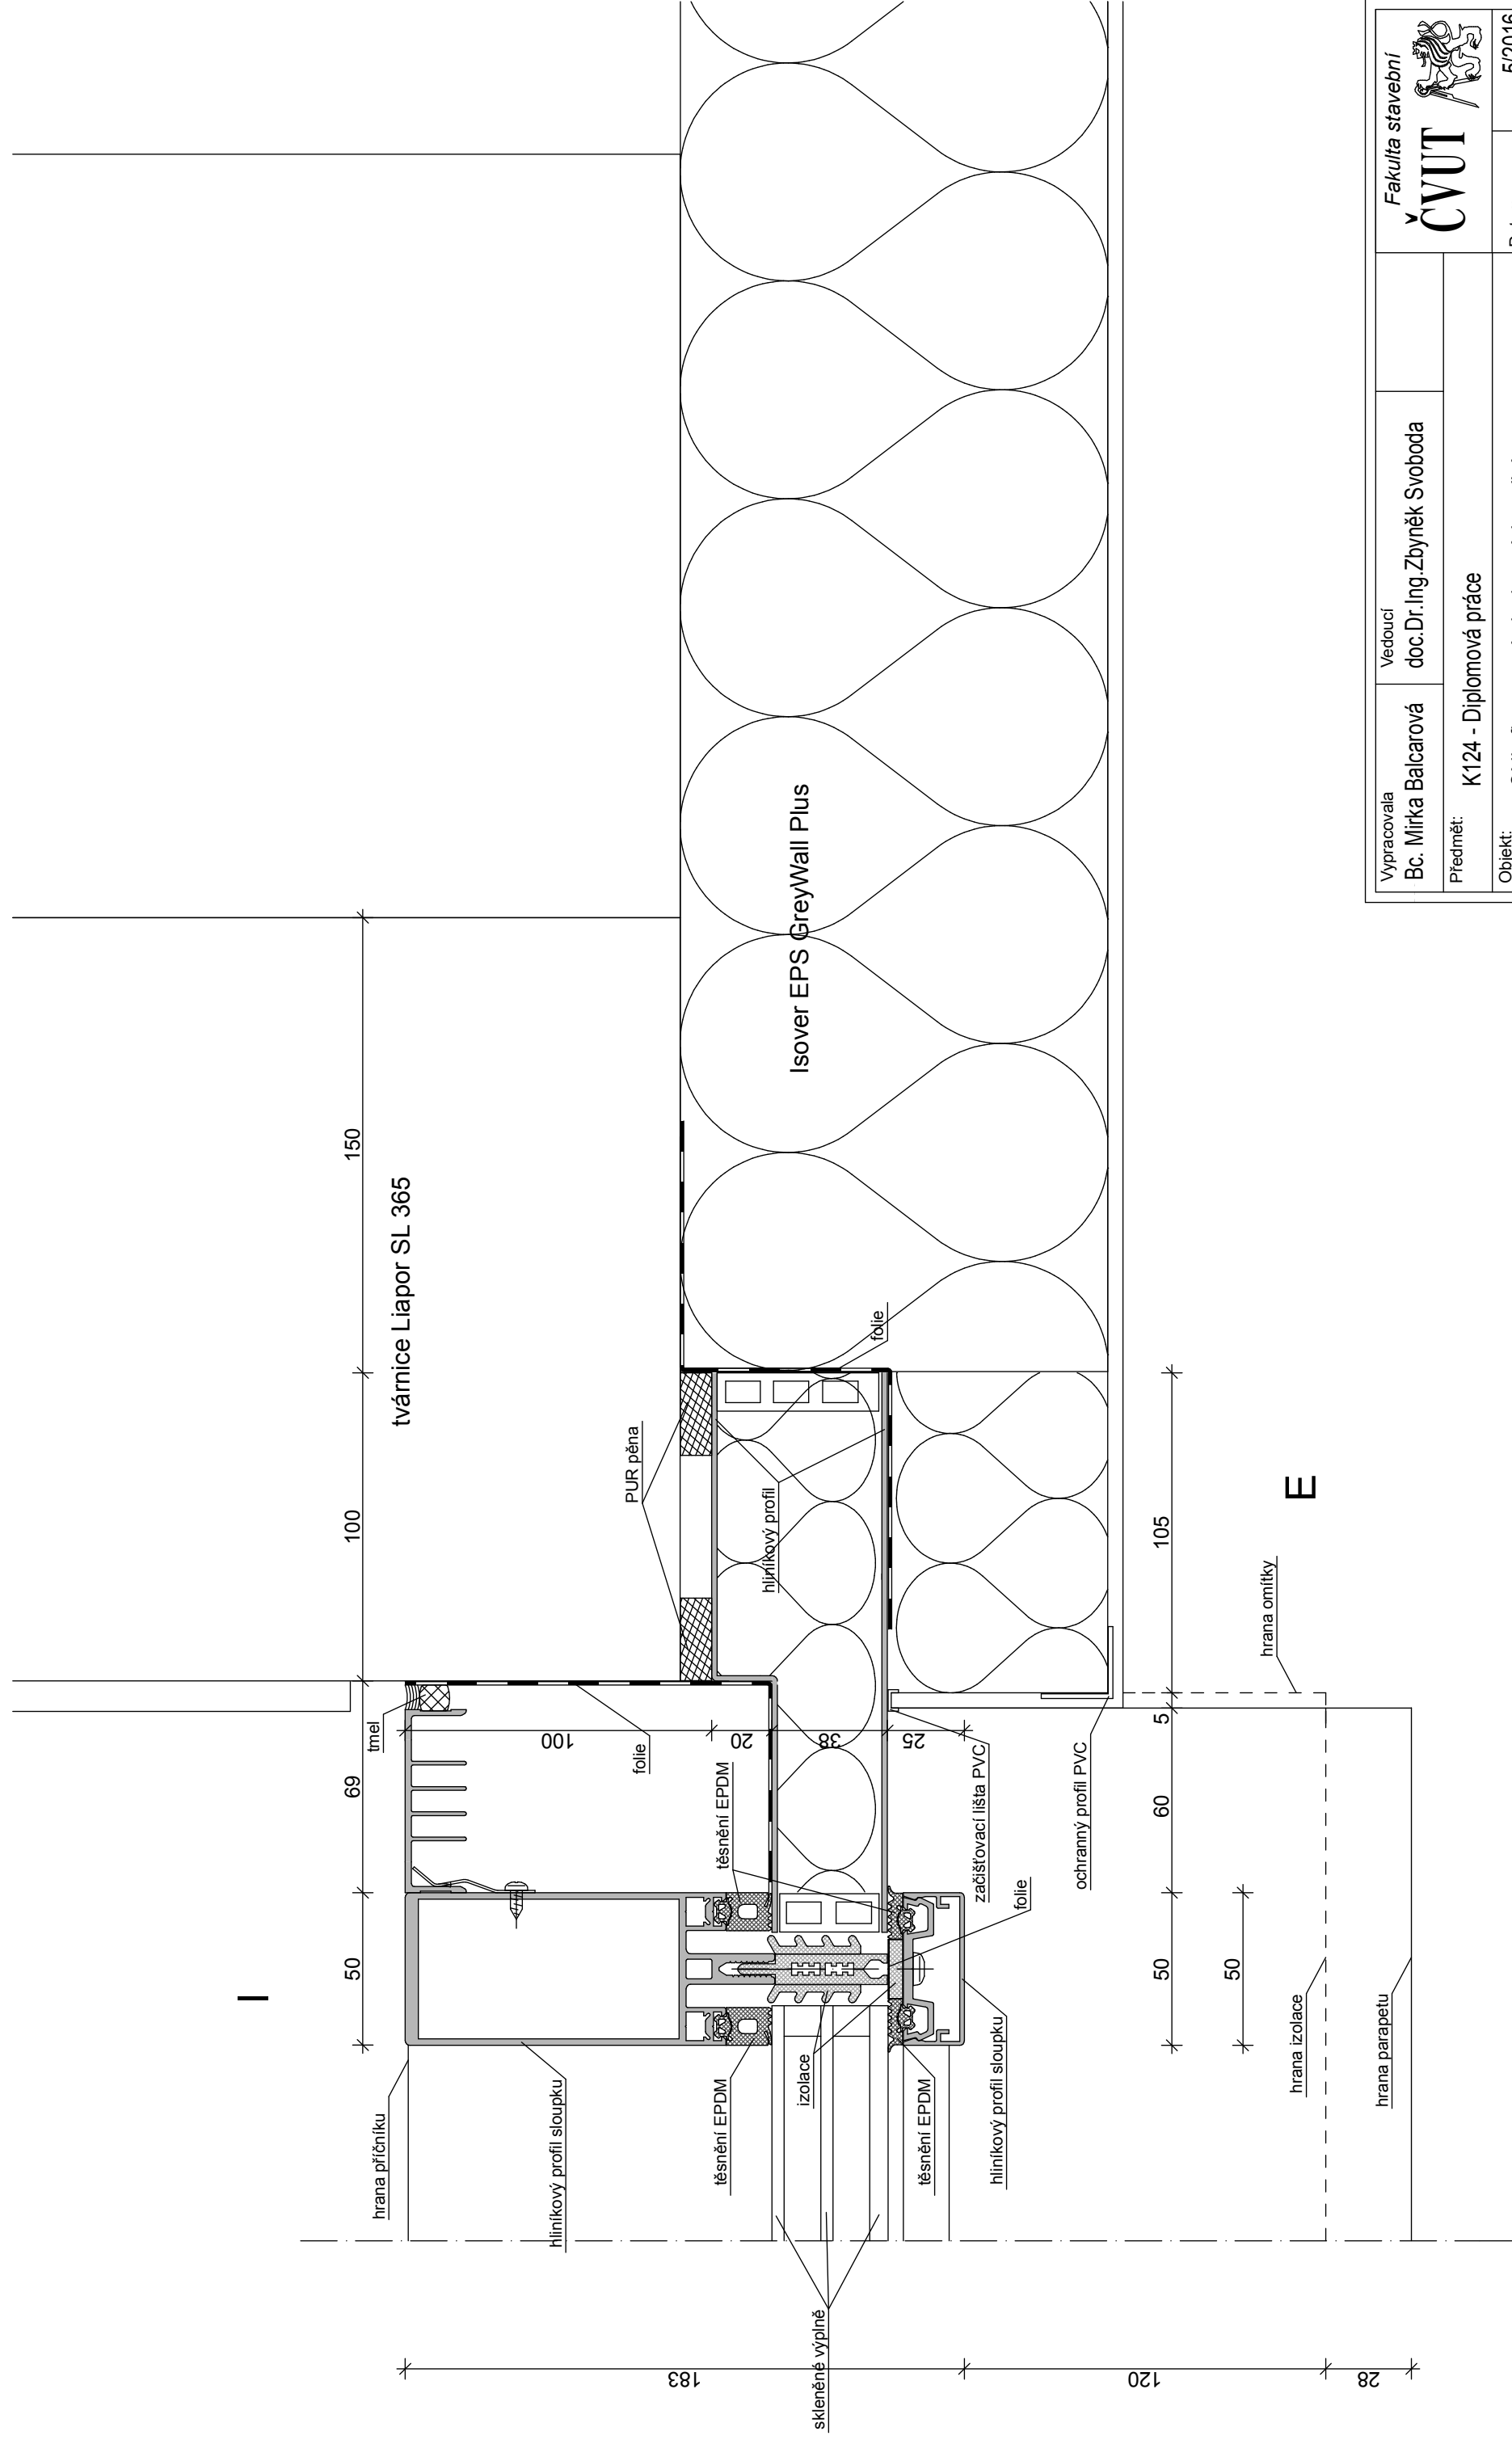 I
E
tvárnice Liapor SL 365
Isover EPS GreyWall Plus
50
69
100
150
hrana příčníku
hliníkový profil sloupku
tmel
folie
PUR pěna
hliníkový profil
folie
100
20
38
25
těsnění EPDM
těsnění EPDM
izolace
těsnění EPDM
hliníkový profil sloupku
skleněné výplně
folie
začišťovací lišta PVC
ochranný profil PVC
hrana omítky
hrana izolace
hrana parapetu
50
60
5
105
50
183
120
28
Vypracovala
Bc. Mirka Balcarová
Vedoucí
doc.Dr.Ing.Zbyněk Svoboda
Fakulta stavební
ČVUT
Předmět:
K124 - Diplomová práce
Objekt:
5/2016